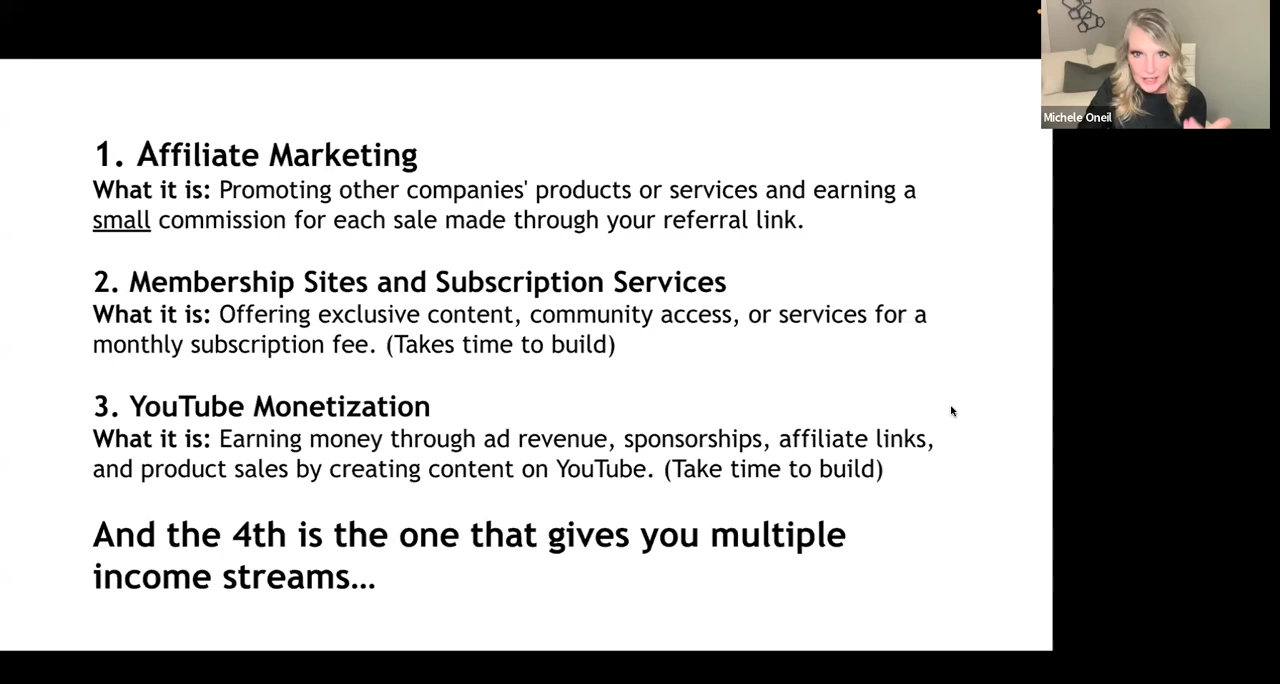 Michele Oneil
1. Affiliate Marketing
What it is: Promoting other companies' products or services and earning a
small commission for each sale made through your referral link.
2. Membership Sites and Subscription Services
What it is: Offering exclusive content, community access, or services for a
monthly subscription fee. (Takes time to build)
3. YouTube Monetization
What it is: Earning money through ad revenue, sponsorships, affiliate links,
and product sales by creating content on YouTube. (Take time to build)
And the 4th is the one that gives you multiple
income streams...